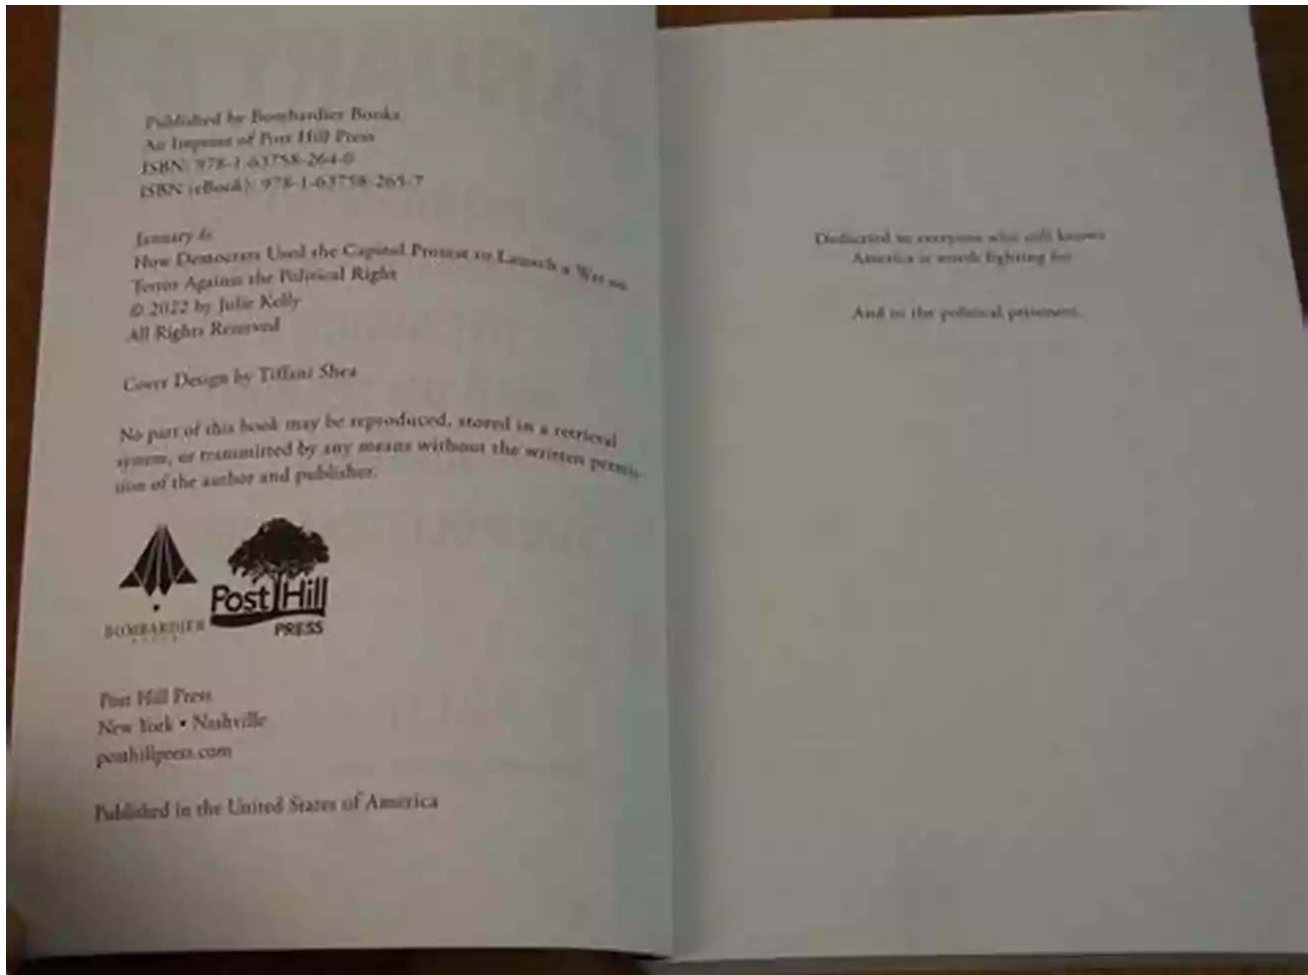 Published by Bombardier Books
An Imprint of Post Hill Press
ISBN: 978-1-63758-264-0
ISBN (eBook): 978-1-63758-265-7
January 6:
How Democrats Used the Capitol Protest to Launch a War on
Terror Against the Political Right
© 2022 by Julie Kelly
All Rights Reserved
Cover Design by Tiffani Shea
No part of this book may be reproduced, stored in a retrieval
system, or transmitted by any means without the written permis-
sion of the author and publisher.
BOMBARDIER
BOOKS
Post Hill
PRESS
Post Hill Press
New York • Nashville
posthillpress.com
Published in the United States of America
Dedicated to everyone who still knows
America is worth fighting for.
And to the political prisoners.